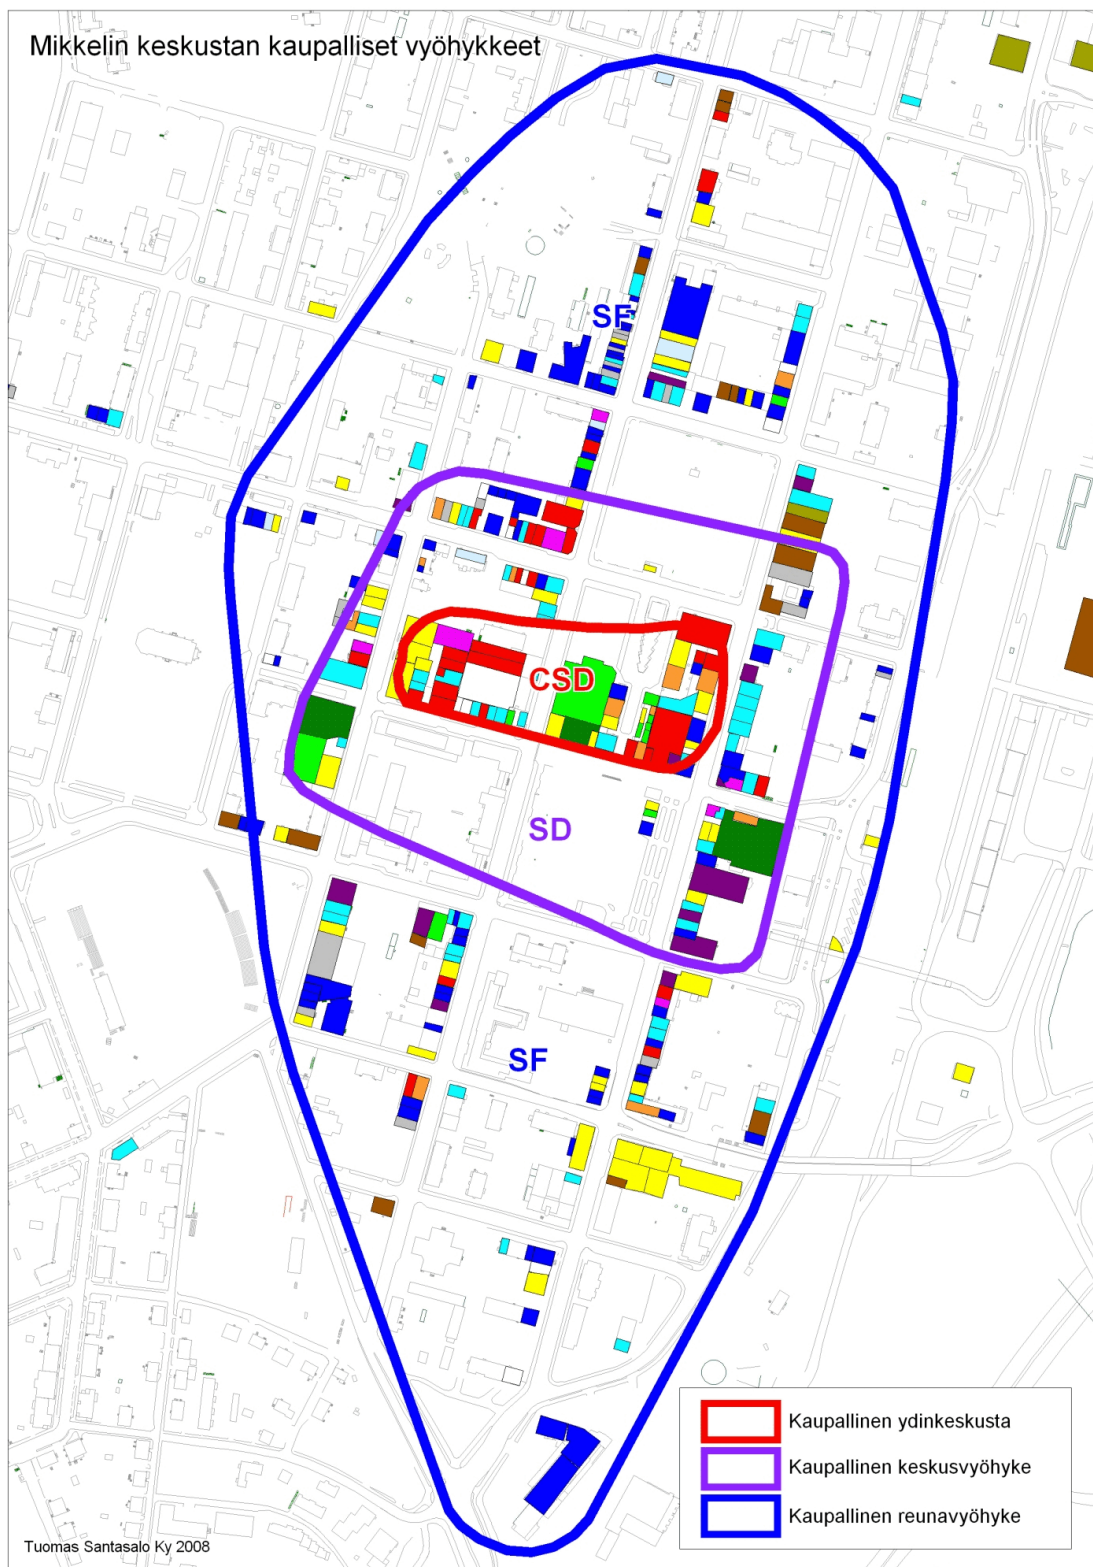 Mikkelin keskustan kaupalliset vyöhykkeet
SF
CSD
SD
SF
Kaupallinen ydinkeskusta
Kaupallinen keskusvyöhyke
Kaupallinen reunavyöhyke
Tuomas Santasalo Ky 2008